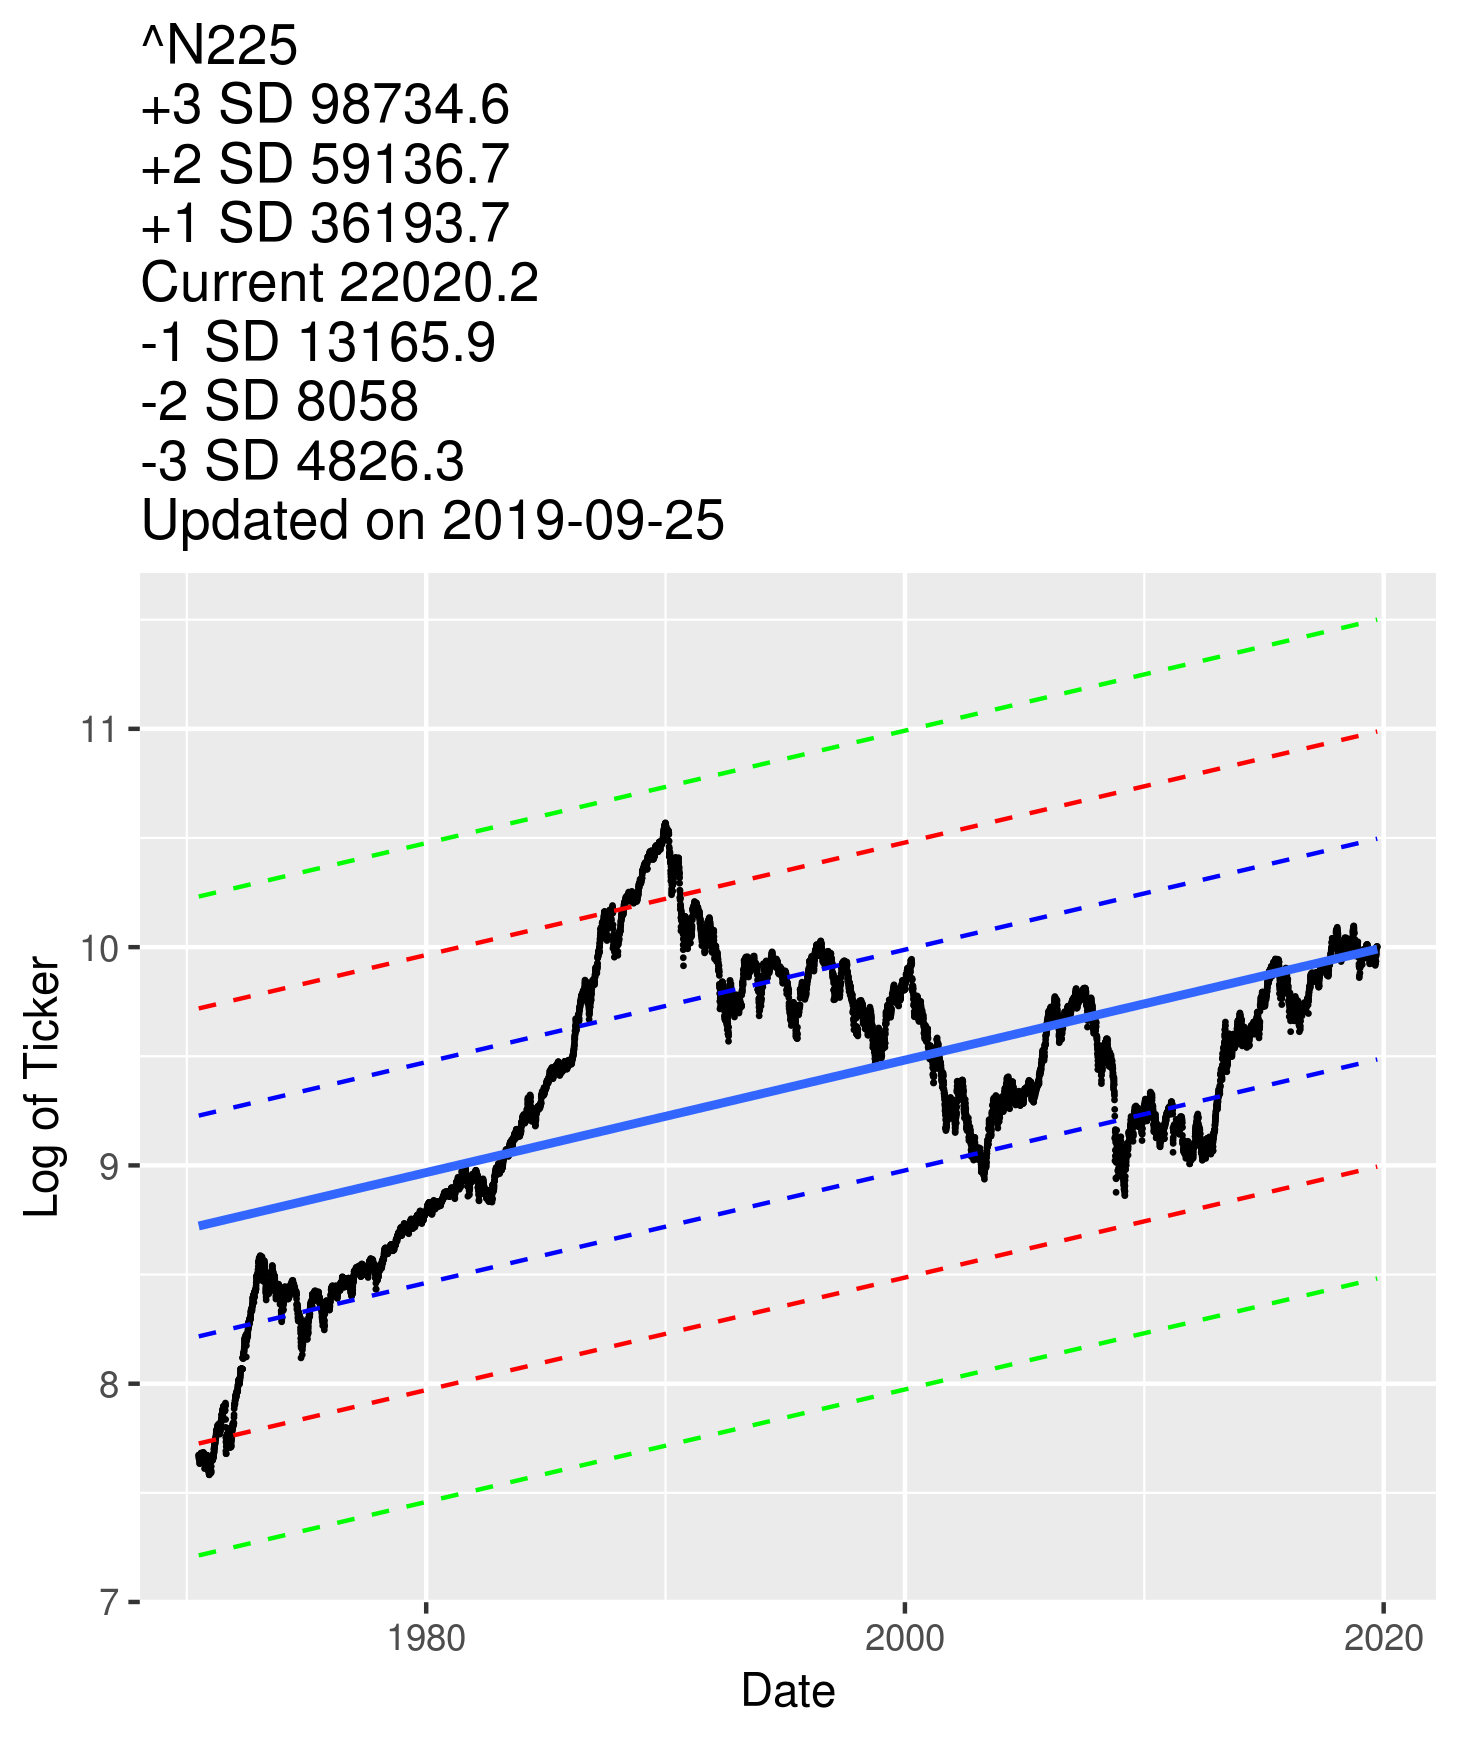 ^N225
+3 SD 98734.6
+2 SD 59136.7
+1 SD 36193.7
Current 22020.2
-1 SD 13165.9
-2 SD 8058
-3 SD 4826.3
Updated on 2019-09-25
Log of Ticker
11
10
9
8
7
1980
2000
2020
Date